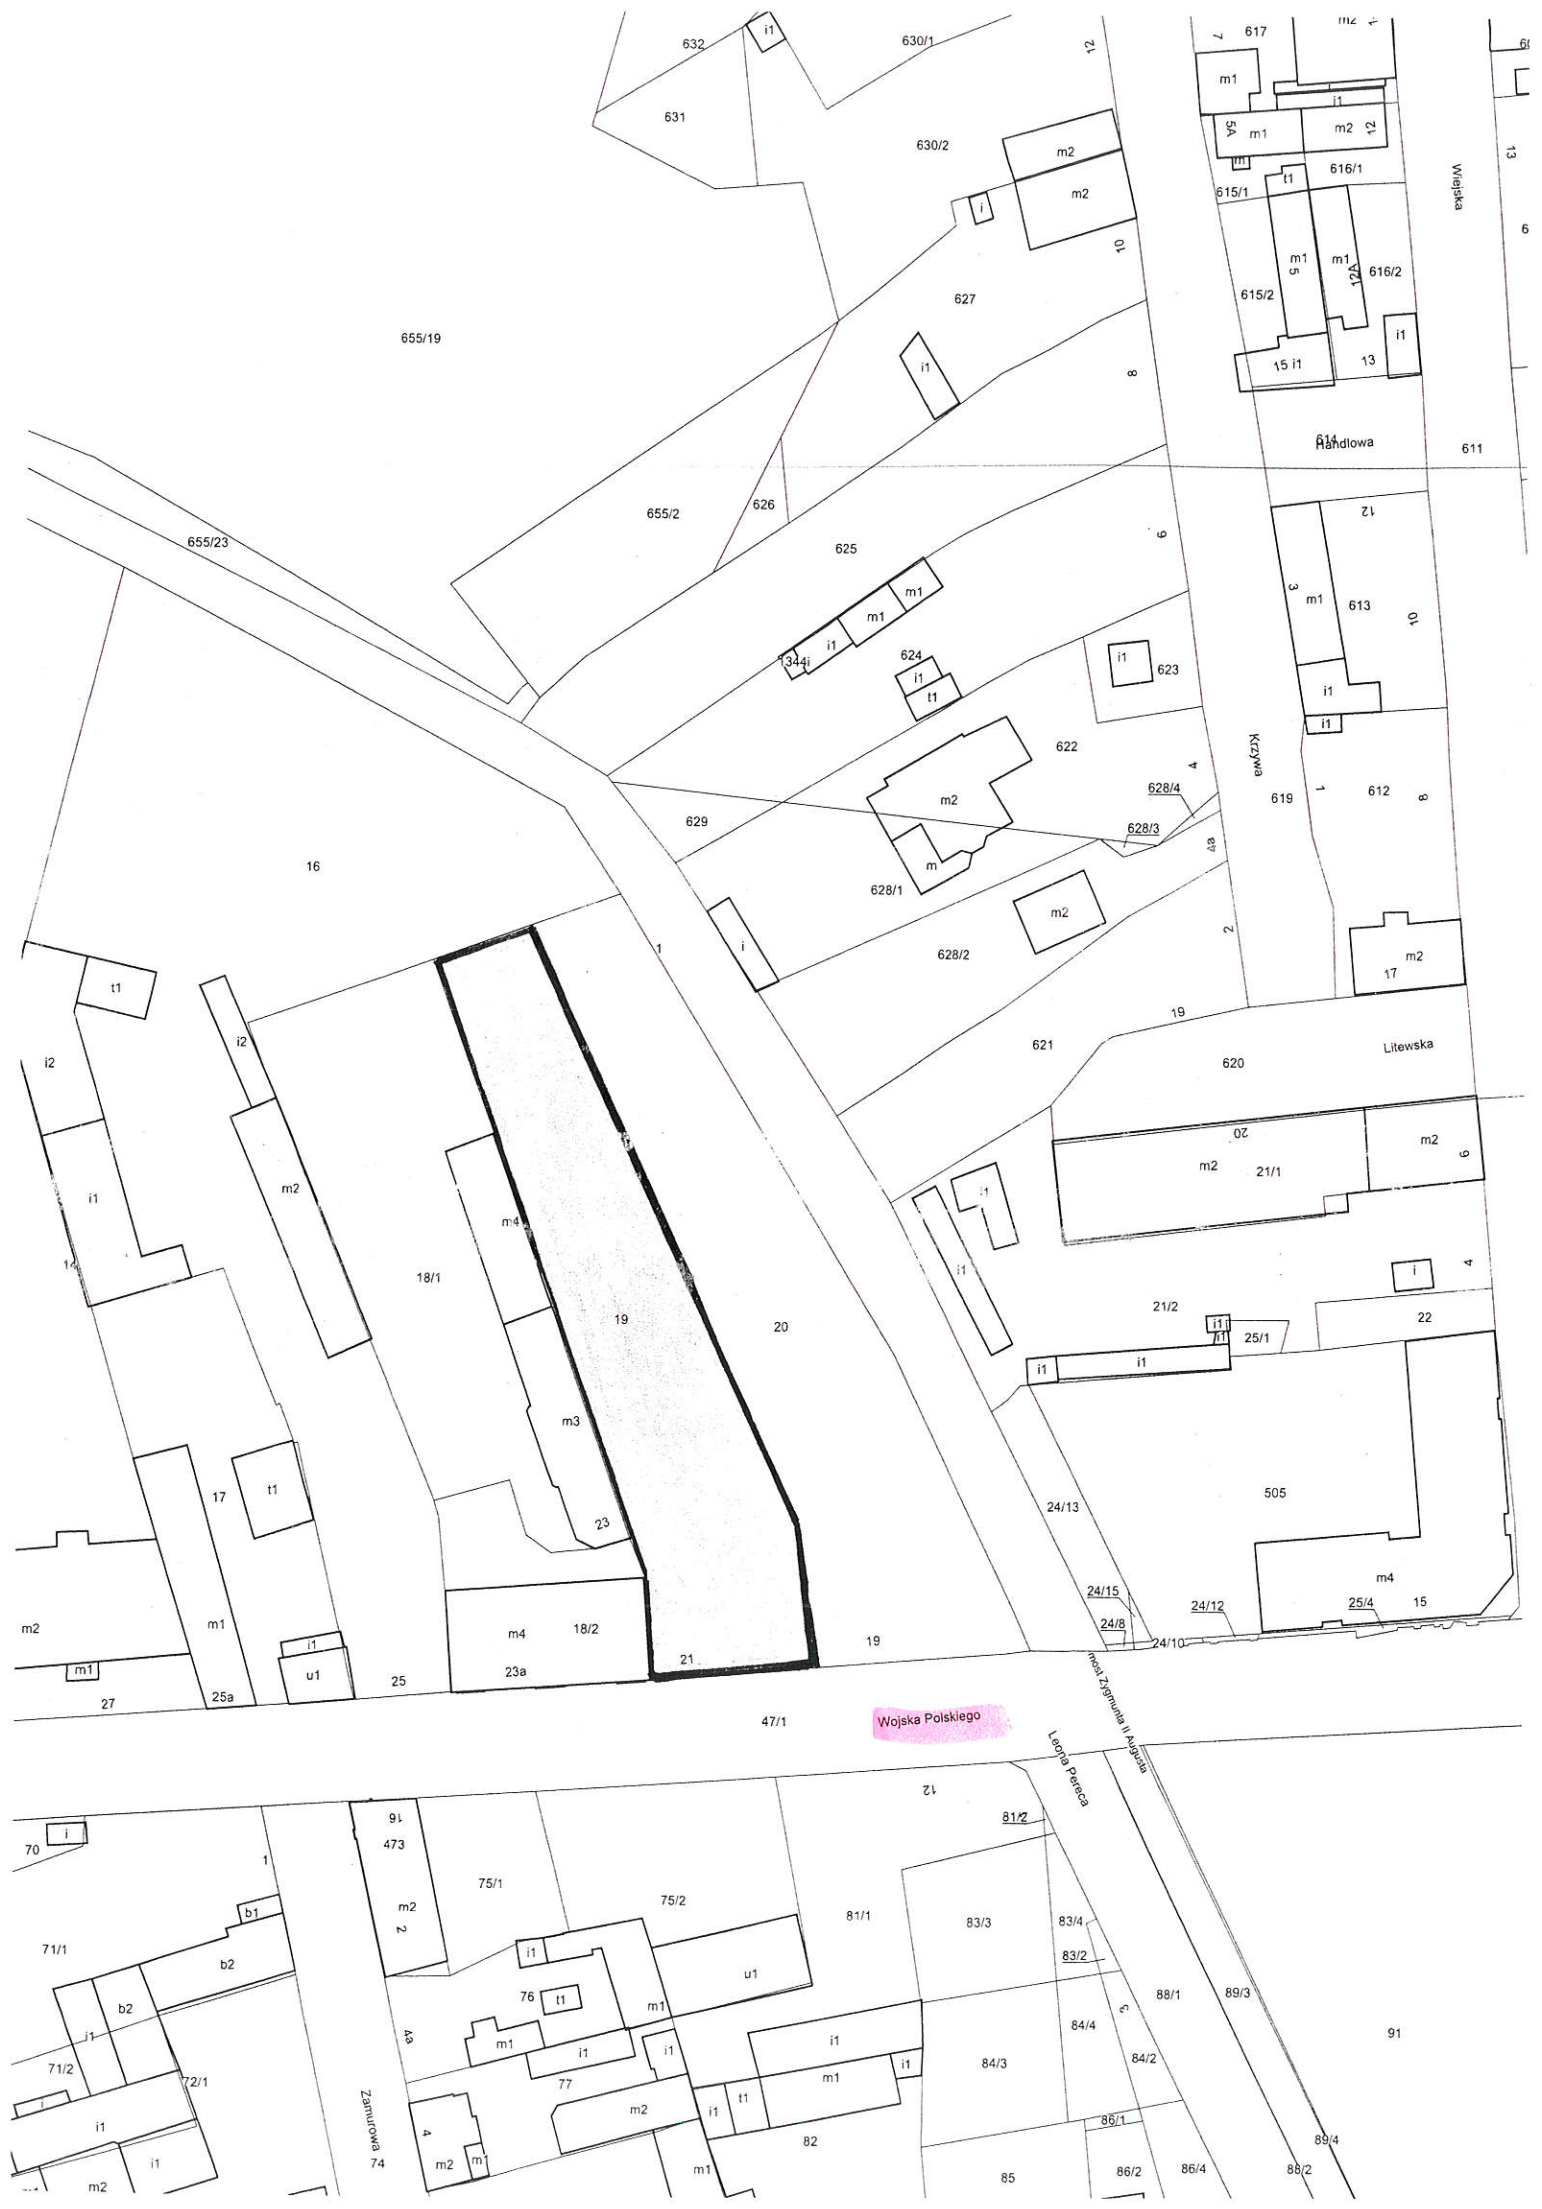 632
i1
630/1
12
7
617
m2
m1
631
630/2
m2
i1
5A
m1
m2
12
13
Wiejska
m2
i
t1
616/1
615/1
10
627
m1
5
m1
12A
616/2
615/2
655/19
i1
8
i1
15 i1
13
614
Handlowa
611
655/2
626
655/23
625
6
12
3
m1
613
10
m1
m1
i1
1344i
624
i1
t1
i1
623
i1
i1
622
Krzywa
4
628/4
619
1
612
8
m2
629
628/3
4a
16
m
628/1
m2
2
1
i
628/2
m2
17
t1
i2
i2
19
621
620
Litewska
20
m2
21/1
m2
6
m2
i1
i1
m4
i1
i
4
18/1
19
20
21/2
i1
i1
25/1
22
i1
i1
m3
17
t1
23
24/13
505
m4
15
24/15
24/12
25/4
24/8
24/10
m2
m1
i1
m4
18/2
19
21
m1
u1
25
23a
27
25a
47/1
Wojska Polskiego
most Zygmunta II Augusta
Leona Pereca
12
16
473
81/2
i
70
1
75/1
75/2
m2
2
81/1
83/3
83/4
83/2
b1
71/1
b2
i1
u1
88/1
89/3
b2
76
t1
m1
3
84/4
91
i1
4a
m1
i1
i1
i1
84/3
84/2
71/2
72/1
77
i1
m1
i
i1
m2
i1
t1
86/1
Zamurowa
4
82
89/4
74
m2
m1
m1
85
86/2
86/4
88/2
i1
m2